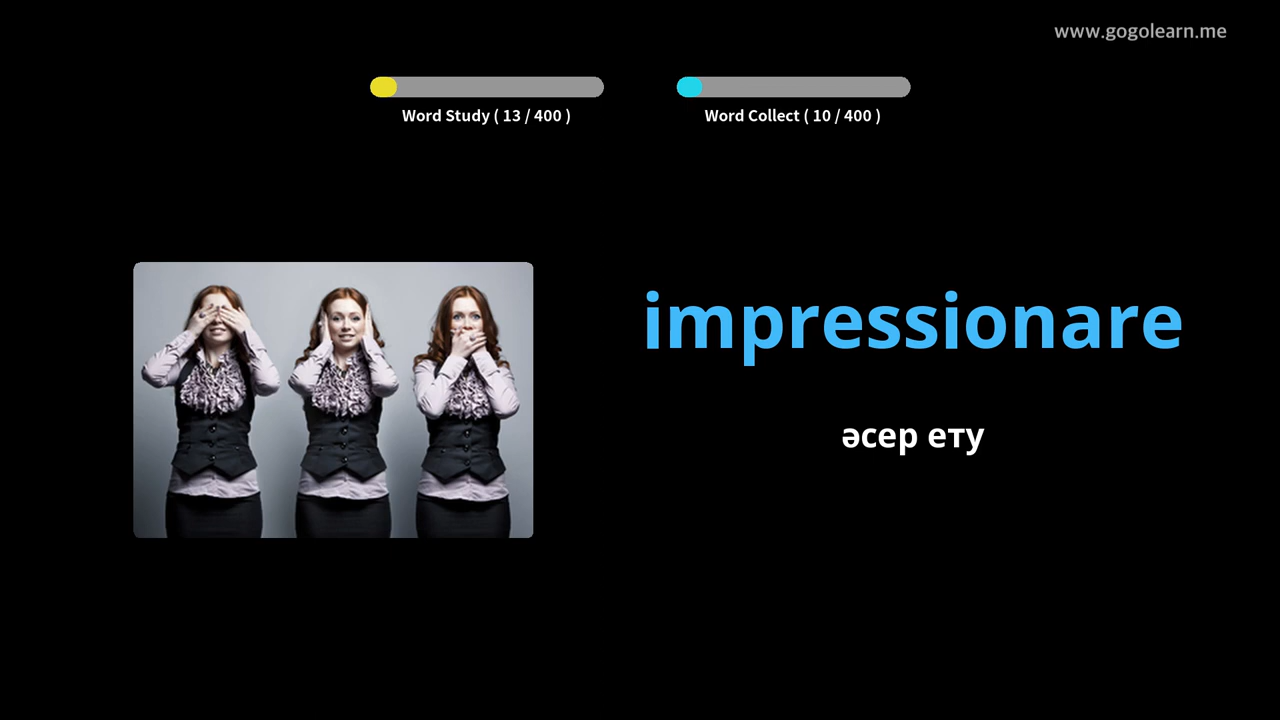 www.gogolearn.me
Word Study ( 13 / 400 )
Word Collect ( 10 / 400 )
impressionare
әсер ету